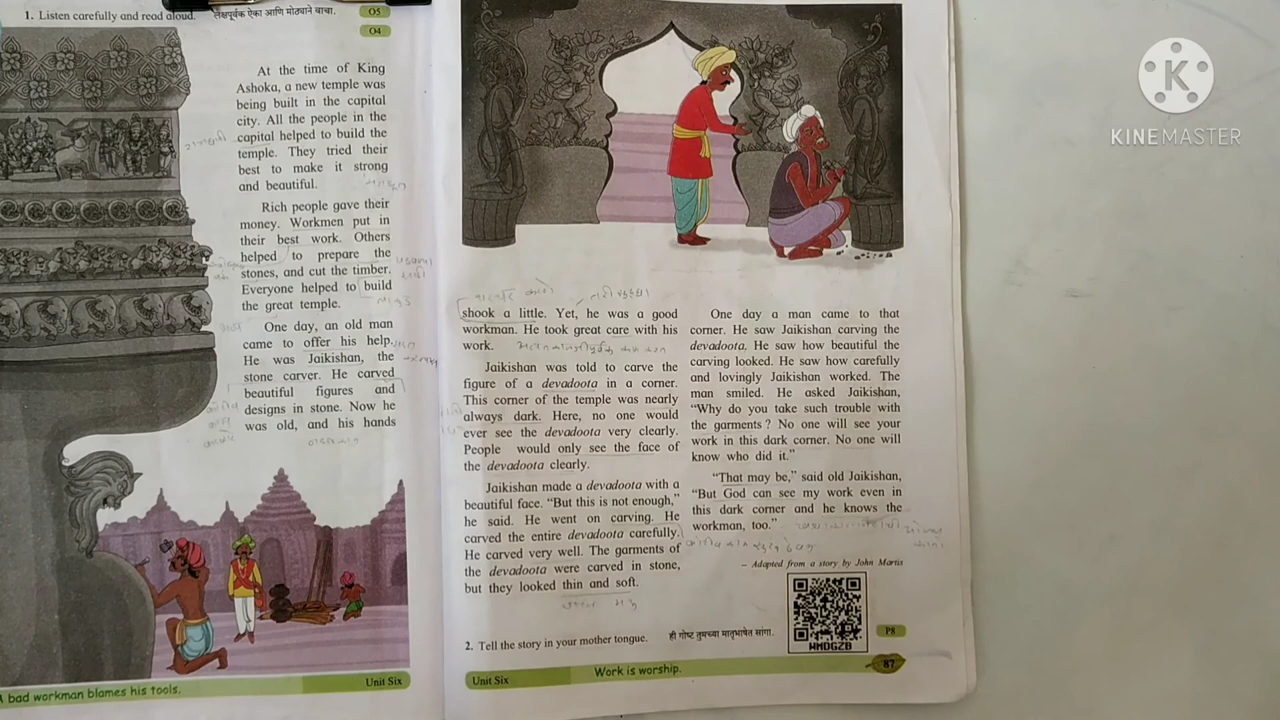 1. Listen carefully and read aloud. लक्षपूर्वक ऐका आणि मोठ्याने वाचा.
O5
O4
At the time of King
Ashoka, a new temple was
being built in the capital
city. All the people in the
capital helped to build the
temple. They tried their
best to make it strong
and beautiful.
Rich people gave their
money. Workmen put in
their best work. Others
helped to prepare the
stones, and cut the timber.
Everyone helped to build
the great temple.
One day, an old man
came to offer his help.
He was Jaikishan, the
stone carver. He carved
beautiful figures and
designs in stone. Now he
was old, and his hands
A bad workman blames his tools.
Unit Six
shook a little. Yet, he was a good
workman. He took great care with his
work.
Jaikishan was told to carve the
figure of a devadoota in a corner.
This corner of the temple was nearly
always dark. Here, no one would
ever see the devadoota very clearly.
People would only see the face of
the devadoota clearly.
Jaikishan made a devadoota with a
beautiful face. “But this is not enough,”
he said. He went on carving. He
carved the entire devadoota carefully.
He carved very well. The garments of
the devadoota were carved in stone,
but they looked thin and soft.
One day a man came to that
corner. He saw Jaikishan carving the
devadoota. He saw how beautiful the
carving looked. He saw how carefully
and lovingly Jaikishan worked. The
man smiled. He asked Jaikishan,
“Why do you take such trouble with
the garments ? No one will see your
work in this dark corner. No one will
know who did it.”
“That may be,” said old Jaikishan,
“But God can see my work even in
this dark corner and he knows the
workman, too.”
– Adapted from a story by John Martis
WMDGZB
2. Tell the story in your mother tongue. ही गोष्ट तुमच्या मातृभाषेत सांगा.
P8
Unit Six
Work is worship.
87
K
KINEMASTER